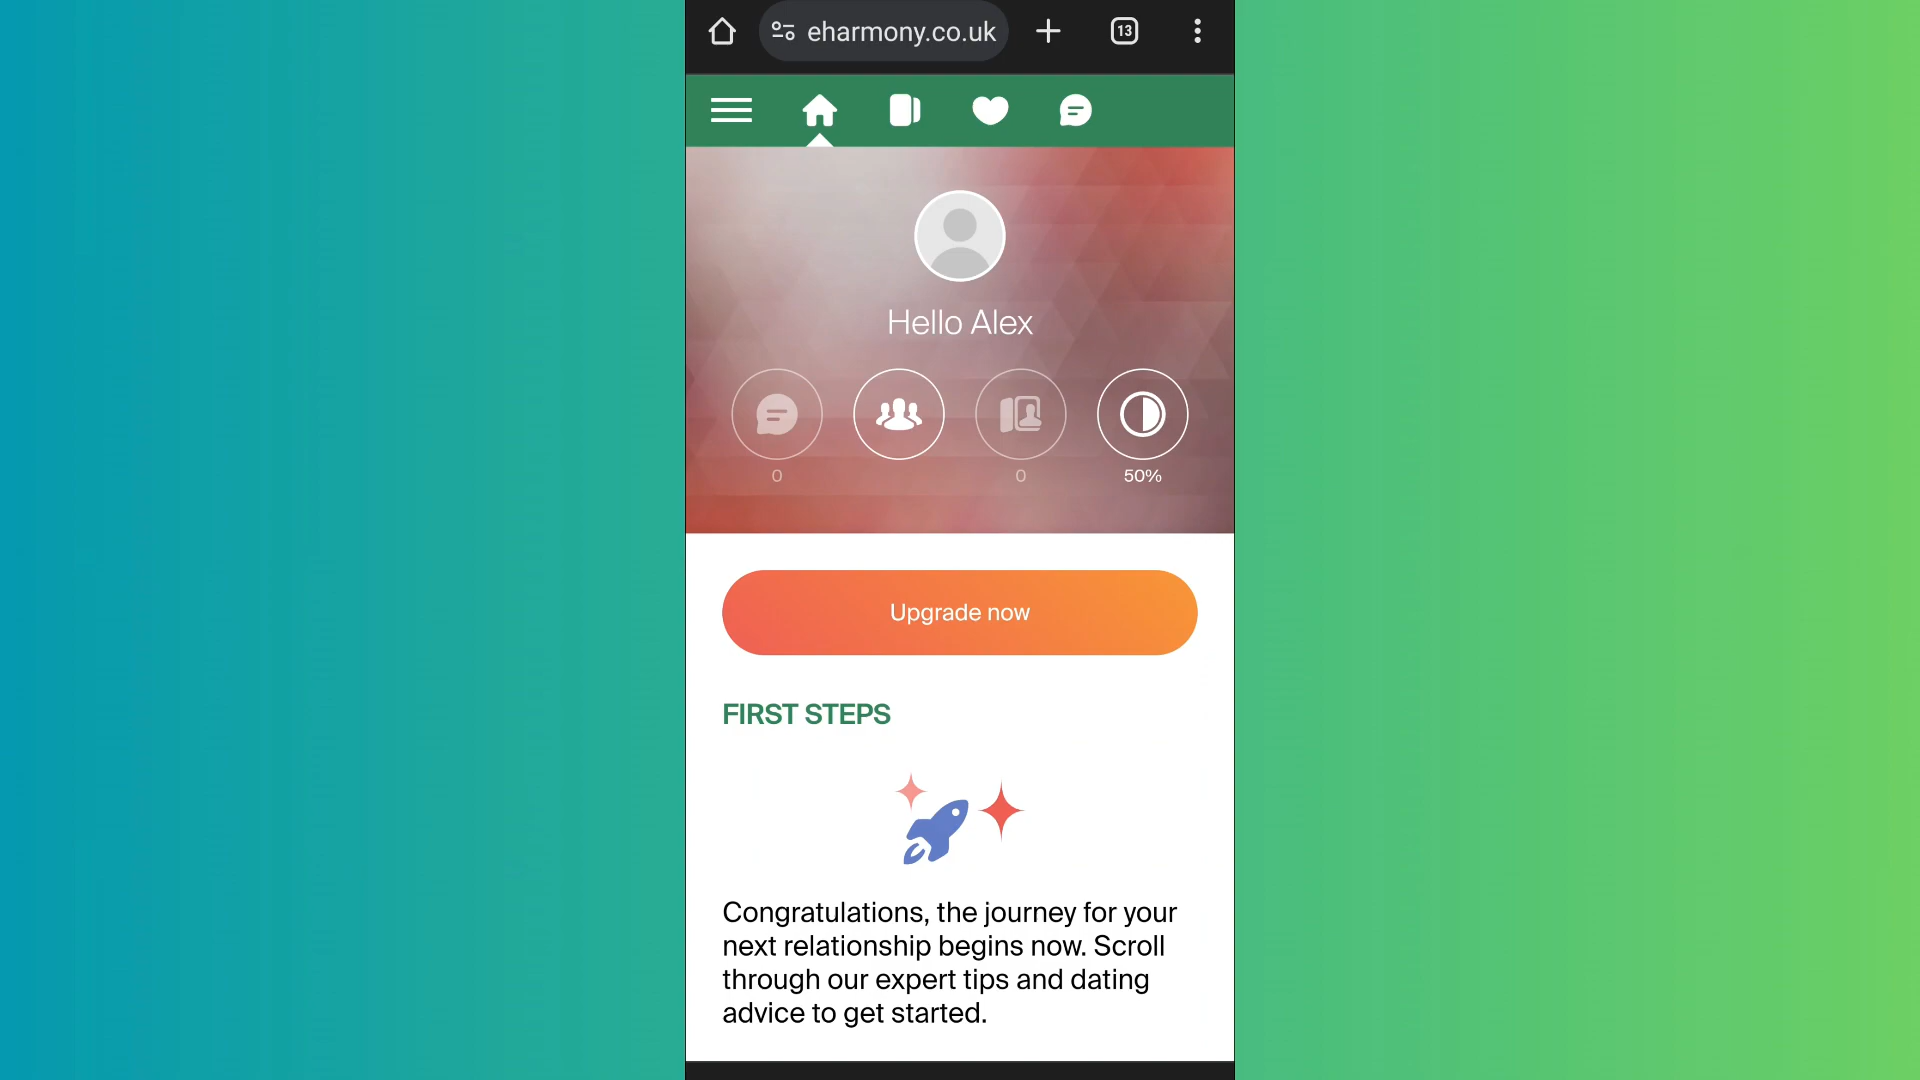 eharmony.co.uk
13
Hello Alex
0
0
50%
Upgrade now
FIRST STEPS
Congratulations, the journey for your
next relationship begins now. Scroll
through our expert tips and dating
advice to get started.